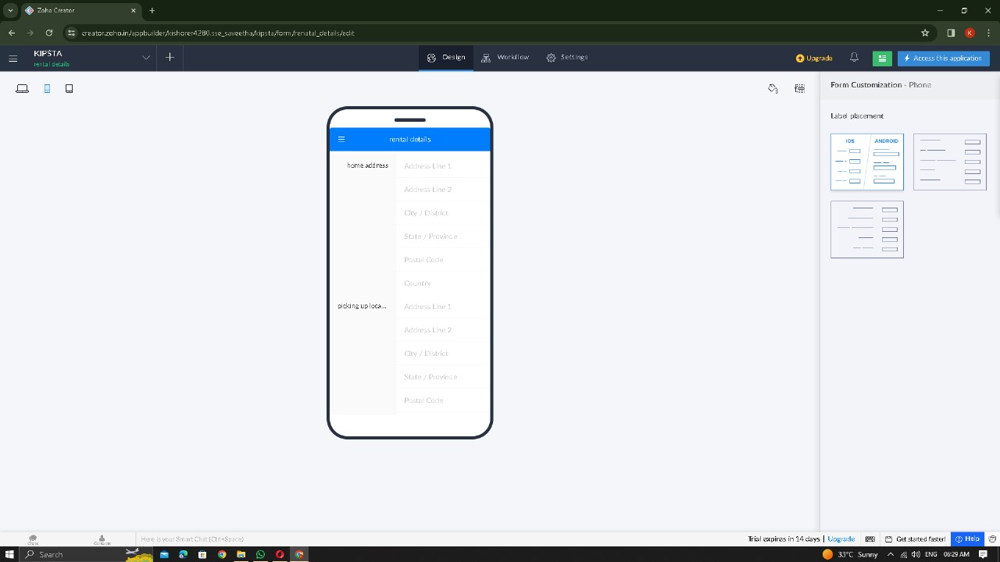 Zoho Creator
creator.zoho.in/appbuilder/kishorer4280.sse_saveetha/kipsta/form/renatal_details/edit
K
KIPSTA
rental details
Design
Workflow
Settings
Upgrade
Access this application
Form Customization - Phone
Label placement
IOS
ANDROID
rental details
home address
Address Line 1
Address Line 2
City / District
State / Province
Postal Code
Country
picking up loca...
Address Line 1
Address Line 2
City / District
State / Province
Postal Code
Chats
Contacts
Here is your Smart Chat (Ctrl+Space)
Trial expires in 14 days | Upgrade
Get started faster!
Help
Search
33°C Sunny
ENG
06:29 AM